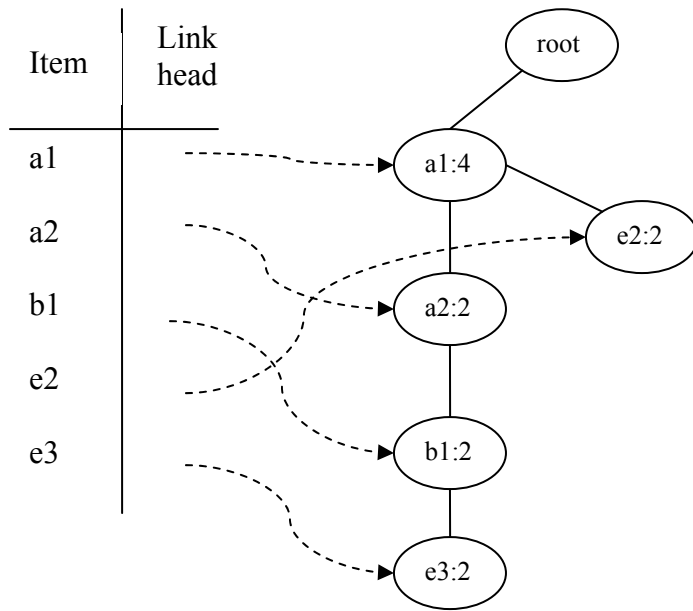 Item
Link
head
root
a1
a2
b1
e2
e3
a1:4
e2:2
a2:2
b1:2
e3:2